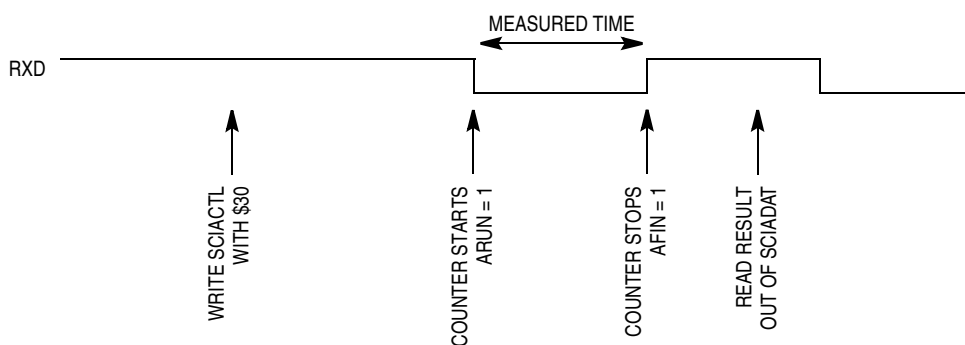 MEASURED TIME
RXD
WRITE SCIACTL
WITH $30
COUNTER STARTS
ARUN = 1
COUNTER STOPS
AFIN = 1
READ RESULT
OUT OF SCIADAT